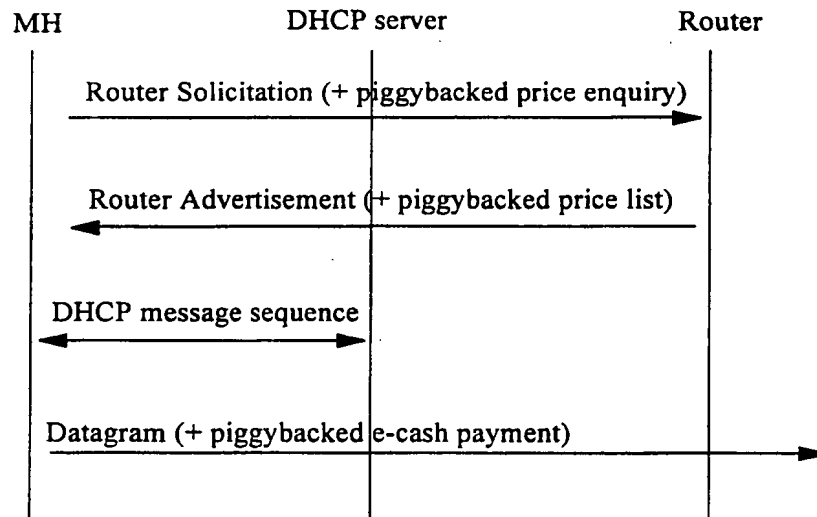 MH DHCP server Router
Router Solicitation (+ piggybacked price enquiry)
Router Advertisement (+ piggybacked price list)
DHCP message sequence
Datagram (+ piggybacked e-cash payment)